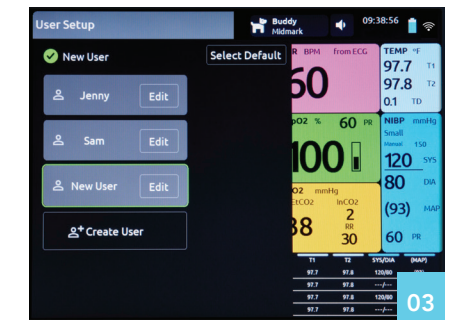 User Setup
Buddy
Midmark
09:38:56
New User
Select Default
Jenny
Edit
Sam
Edit
New User
Edit
Create User
R BPM from ECG
60
pO2 % 60 PR
100
O2 mmHg
EtCO2 InCO2
38 2
RR
30
TEMP °F
97.7 T1
97.8 T2
0.1 TD
NIBP mmHg
Small
Manual 150
120 SYS
80 DIA
(93) MAP
60 PR
T1 T2 SYS/DIA (MAP)
97.7 97.8 120/80
97.7 97.8 ---/---
97.7 97.8 120/80
97.7 97.8 ---/---
03